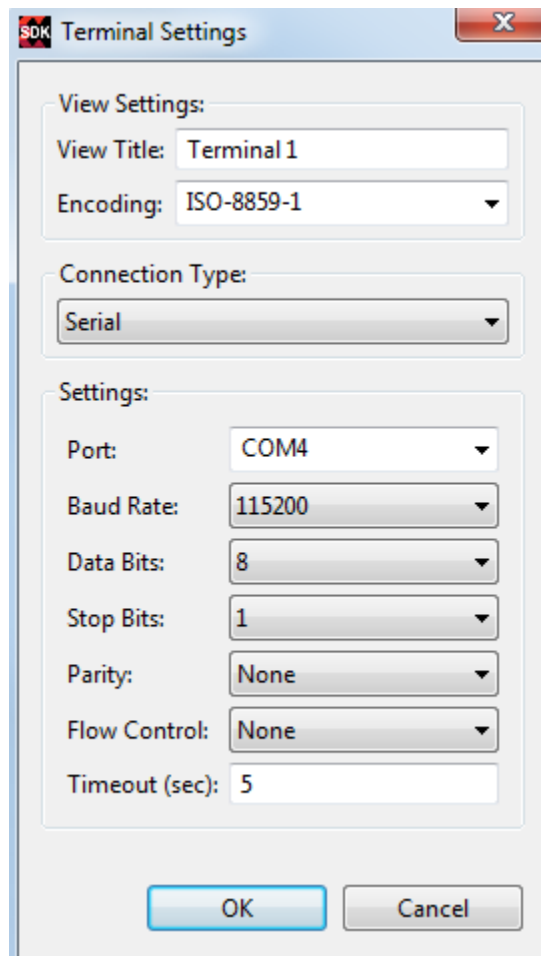 SDK Terminal Settings
View Settings:
View Title: Terminal 1
Encoding: ISO-8859-1
Connection Type:
Serial
Settings:
Port: COM4
Baud Rate: 115200
Data Bits: 8
Stop Bits: 1
Parity: None
Flow Control: None
Timeout (sec): 5
OK Cancel